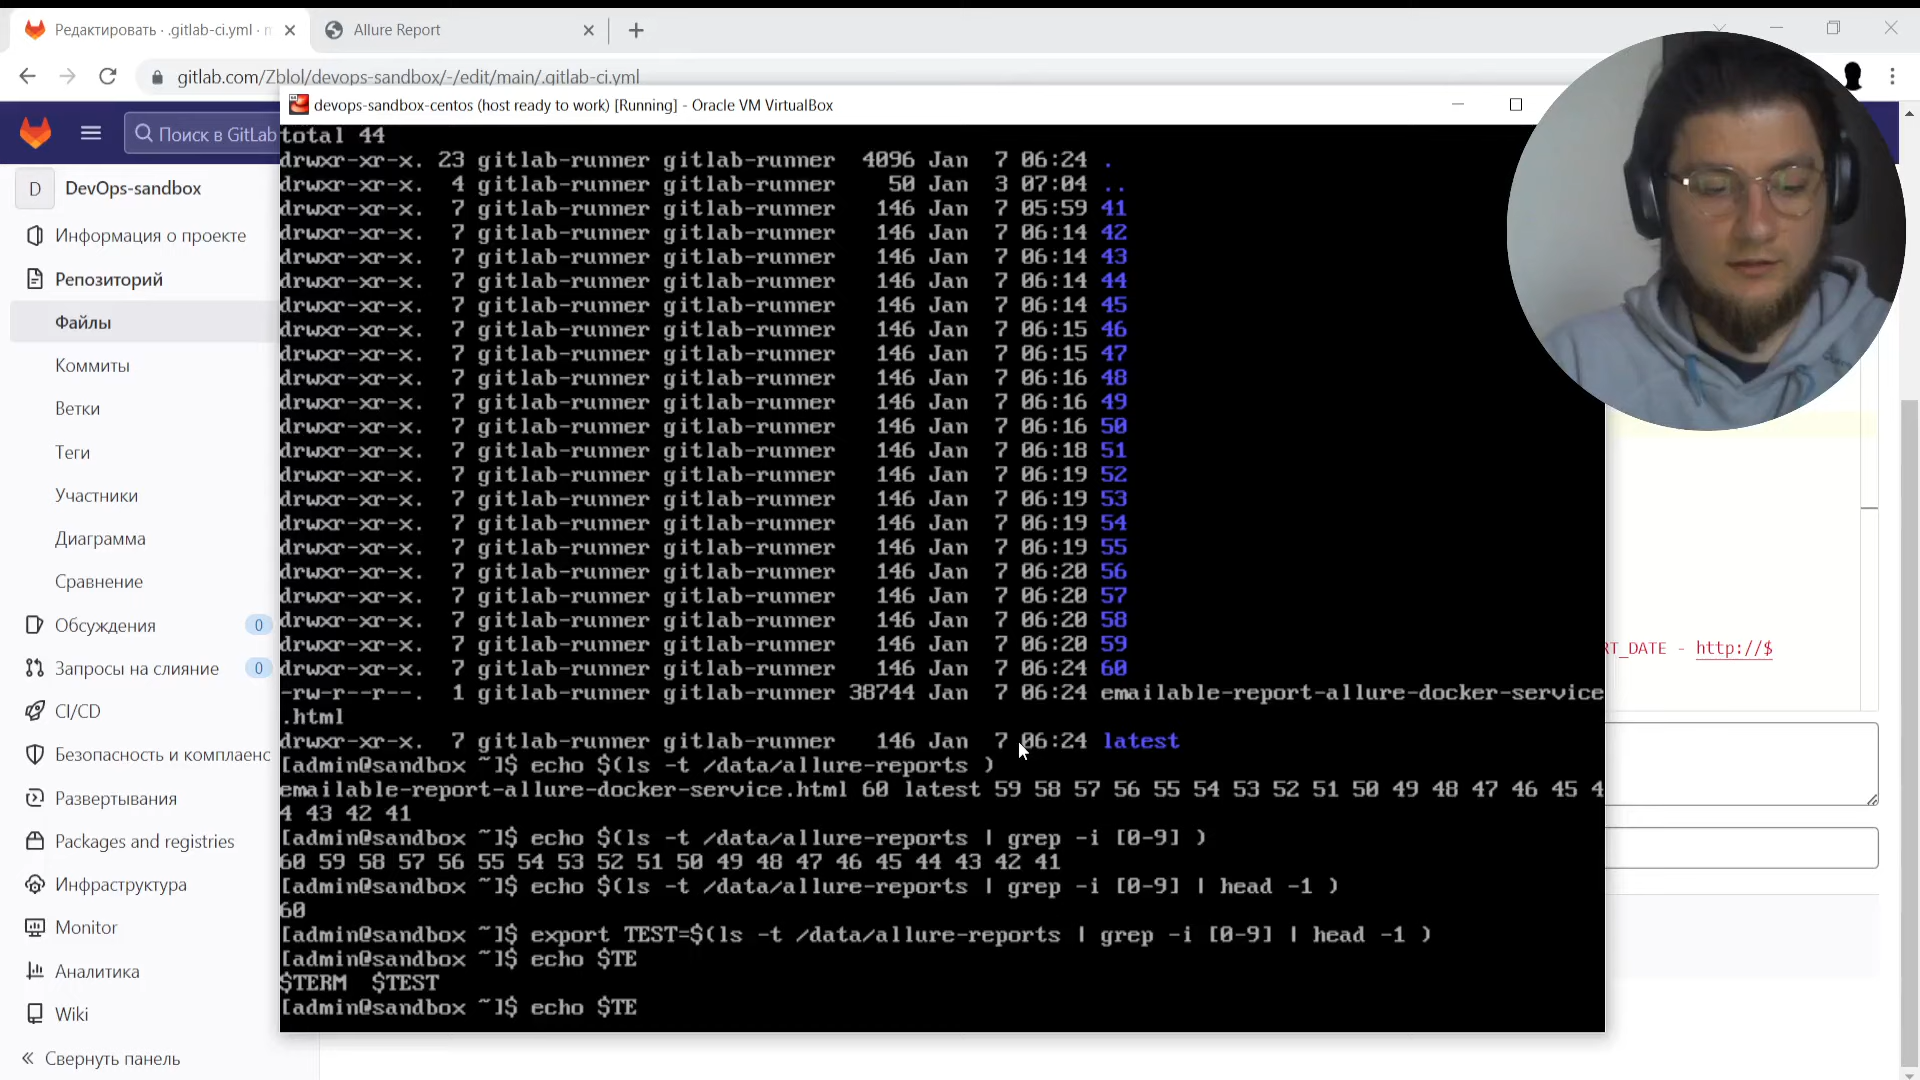 Редактировать · .gitlab-ci.yml · m
Allure Report
gitlab.com/Zblol/devops-sandbox/-/edit/main/.gitlab-ci.yml
devops-sandbox-centos (host ready to work) [Running] - Oracle VM VirtualBox
Поиск в GitLab
D DevOps-sandbox
Информация о проекте
Репозиторий
Файлы
Коммиты
Ветки
Теги
Участники
Диаграмма
Сравнение
Обсуждения 0
Запросы на слияние 0
CI/CD
Безопасность и комплаенс
Развертывания
Packages and registries
Инфраструктура
Monitor
Аналитика
Wiki
Свернуть панель
total 44
drwxr-xr-x. 23 gitlab-runner gitlab-runner 4096 Jan 7 06:24 .
drwxr-xr-x. 4 gitlab-runner gitlab-runner 50 Jan 3 07:04 ..
drwxr-xr-x. 7 gitlab-runner gitlab-runner 146 Jan 7 05:59 41
drwxr-xr-x. 7 gitlab-runner gitlab-runner 146 Jan 7 06:14 42
drwxr-xr-x. 7 gitlab-runner gitlab-runner 146 Jan 7 06:14 43
drwxr-xr-x. 7 gitlab-runner gitlab-runner 146 Jan 7 06:14 44
drwxr-xr-x. 7 gitlab-runner gitlab-runner 146 Jan 7 06:14 45
drwxr-xr-x. 7 gitlab-runner gitlab-runner 146 Jan 7 06:15 46
drwxr-xr-x. 7 gitlab-runner gitlab-runner 146 Jan 7 06:15 47
drwxr-xr-x. 7 gitlab-runner gitlab-runner 146 Jan 7 06:16 48
drwxr-xr-x. 7 gitlab-runner gitlab-runner 146 Jan 7 06:16 49
drwxr-xr-x. 7 gitlab-runner gitlab-runner 146 Jan 7 06:16 50
drwxr-xr-x. 7 gitlab-runner gitlab-runner 146 Jan 7 06:18 51
drwxr-xr-x. 7 gitlab-runner gitlab-runner 146 Jan 7 06:19 52
drwxr-xr-x. 7 gitlab-runner gitlab-runner 146 Jan 7 06:19 53
drwxr-xr-x. 7 gitlab-runner gitlab-runner 146 Jan 7 06:19 54
drwxr-xr-x. 7 gitlab-runner gitlab-runner 146 Jan 7 06:19 55
drwxr-xr-x. 7 gitlab-runner gitlab-runner 146 Jan 7 06:20 56
drwxr-xr-x. 7 gitlab-runner gitlab-runner 146 Jan 7 06:20 57
drwxr-xr-x. 7 gitlab-runner gitlab-runner 146 Jan 7 06:20 58
drwxr-xr-x. 7 gitlab-runner gitlab-runner 146 Jan 7 06:20 59
drwxr-xr-x. 7 gitlab-runner gitlab-runner 146 Jan 7 06:24 60
-rw-r--r--. 1 gitlab-runner gitlab-runner 38744 Jan 7 06:24 emailable-report-allure-docker-service
.html
drwxr-xr-x. 7 gitlab-runner gitlab-runner 146 Jan 7 06:24 latest
[admin@sandbox ~]$ echo $(ls -t /data/allure-reports )
emailable-report-allure-docker-service.html 60 latest 59 58 57 56 55 54 53 52 51 50 49 48 47 46 45 4
4 43 42 41
[admin@sandbox ~]$ echo $(ls -t /data/allure-reports | grep -i [0-9] )
60 59 58 57 56 55 54 53 52 51 50 49 48 47 46 45 44 43 42 41
[admin@sandbox ~]$ echo $(ls -t /data/allure-reports | grep -i [0-9] | head -1 )
60
[admin@sandbox ~]$ export TEST=$(ls -t /data/allure-reports | grep -i [0-9] | head -1 )
[admin@sandbox ~]$ echo $TE
$TERM $TEST
[admin@sandbox ~]$ echo $TE
RT_DATE - http://$